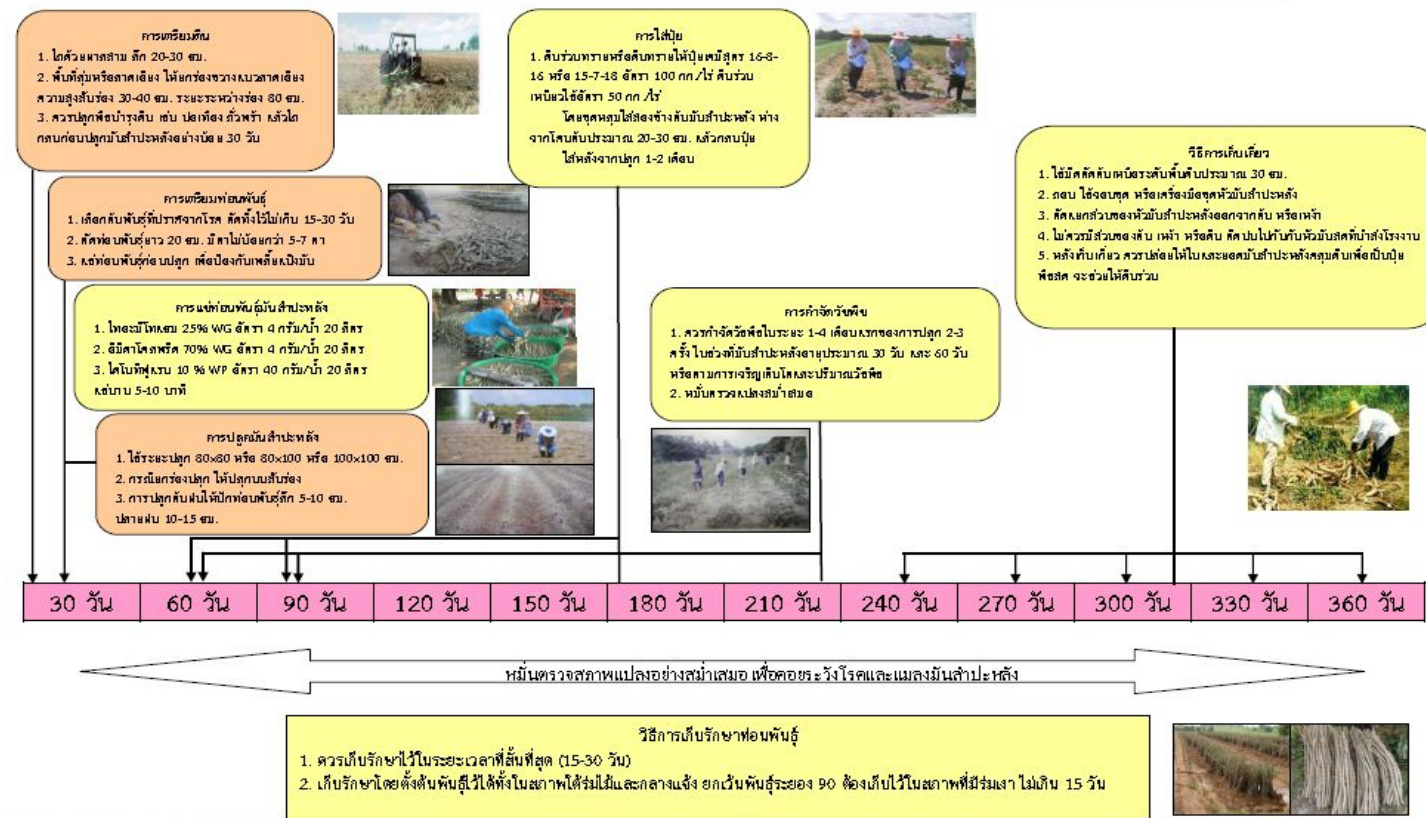 การเตรียมดิน
1. ไถด้วยผาลสาม ลึก 20-30 ซม.
2. พื้นที่ลุ่มหรือลาดเอียง ให้ยกร่องขวางแนวลาดเอียง
ความสูงสันร่อง 30-40 ซม. ระยะระหว่างร่อง 80 ซม.
3. ควรปลูกพืชบำรุงดิน เช่น ปอเทือง ถั่วพร้า แล้วไถ
กลบก่อนปลูกมันสำปะหลังอย่างน้อย 30 วัน
การเตรียมท่อนพันธุ์
1. เลือกต้นพันธุ์ที่ปราศจากโรค ตัดทิ้งไว้ไม่เกิน 15-30 วัน
2. ตัดท่อนพันธุ์ยาว 20 ซม. มีตาไม่น้อยกว่า 5-7 ตา
3. แช่ท่อนพันธุ์ก่อนปลูก เพื่อป้องกันเพลี้ยแป้งมัน
การแช่ท่อนพันธุ์มันสำปะหลัง
1. ไทอะมีโทแซม 25% WG อัตรา 4 กรัม/น้ำ 20 ลิตร
2. อิมิดาโคลพริด 70% WG อัตรา 4 กรัม/น้ำ 20 ลิตร
3. ไดโนทีฟูแรน 10 % WP อัตรา 40 กรัม/น้ำ 20 ลิตร
แช่นาน 5-10 นาที
การปลูกมันสำปะหลัง
1. ใช้ระยะปลูก 80×80 หรือ 80×100 หรือ 100×100 ซม.
2. กรณียกร่องปลูก ให้ปลูกบนสันร่อง
3. การปลูกต้นฝนให้ปักท่อนพันธุ์ลึก 5-10 ซม.
ปลายฝน 10-15 ซม.
การใส่ปุ๋ย
1. ดินร่วนทรายหรือดินทรายให้ปุ๋ยเคมีสูตร 16-8-
16 หรือ 15-7-18 อัตรา 100 กก./ไร่ ดินร่วน
เหนียวใช้อัตรา 50 กก./ไร่
โดยขุดหลุมใส่สองข้างต้นมันสำปะหลัง ห่าง
จากโคนต้นประมาณ 20-30 ซม. แล้วกลบปุ๋ย
ใส่หลังจากปลูก 1-2 เดือน
การกำจัดวัชพืช
1. ควรกำจัดวัชพืชในระยะ 1-4 เดือนแรกของการปลูก 2-3
ครั้ง ในช่วงที่มันสำปะหลังอายุประมาณ 30 วัน และ 60 วัน
หรือตามการเจริญเติบโตและปริมาณวัชพืช
2. หมั่นตรวจแปลงสม่ำเสมอ
วิธีการเก็บเกี่ยว
1. ใช้มีดตัดต้นเหนือระดับพื้นดินประมาณ 30 ซม.
2. ถอน ใช้จอบขุด หรือเครื่องมือขุดหัวมันสำปะหลัง
3. ตัดแยกส่วนของหัวมันสำปะหลังออกจากต้น หรือเหง้า
4. ไม่ควรมีส่วนของต้น เหง้า หรือดิน ติดปนไปกับหัวมันสดที่นำส่งโรงงาน
5. หลังเก็บเกี่ยว ควรปล่อยให้ใบและยอดมันสำปะหลังคลุมดินเพื่อเป็นปุ๋ย
พืชสด จะช่วยให้ดินร่วน
30 วัน 60 วัน 90 วัน 120 วัน 150 วัน 180 วัน 210 วัน 240 วัน 270 วัน 300 วัน 330 วัน 360 วัน
หมั่นตรวจสภาพแปลงอย่างสม่ำเสมอ เพื่อคอยระวังโรคและแมลงมันสำปะหลัง
วิธีการเก็บรักษาท่อนพันธุ์
1. ควรเก็บรักษาไว้ในระยะเวลาที่สั้นที่สุด (15-30 วัน)
2. เก็บรักษาโดยตั้งต้นพันธุ์ไว้ได้ทั้งในสภาพใต้ร่มไม้และกลางแจ้ง ยกเว้นพันธุ์ระยอง 90 ต้องเก็บไว้ในสภาพที่มีร่มเงา ไม่เกิน 15 วัน